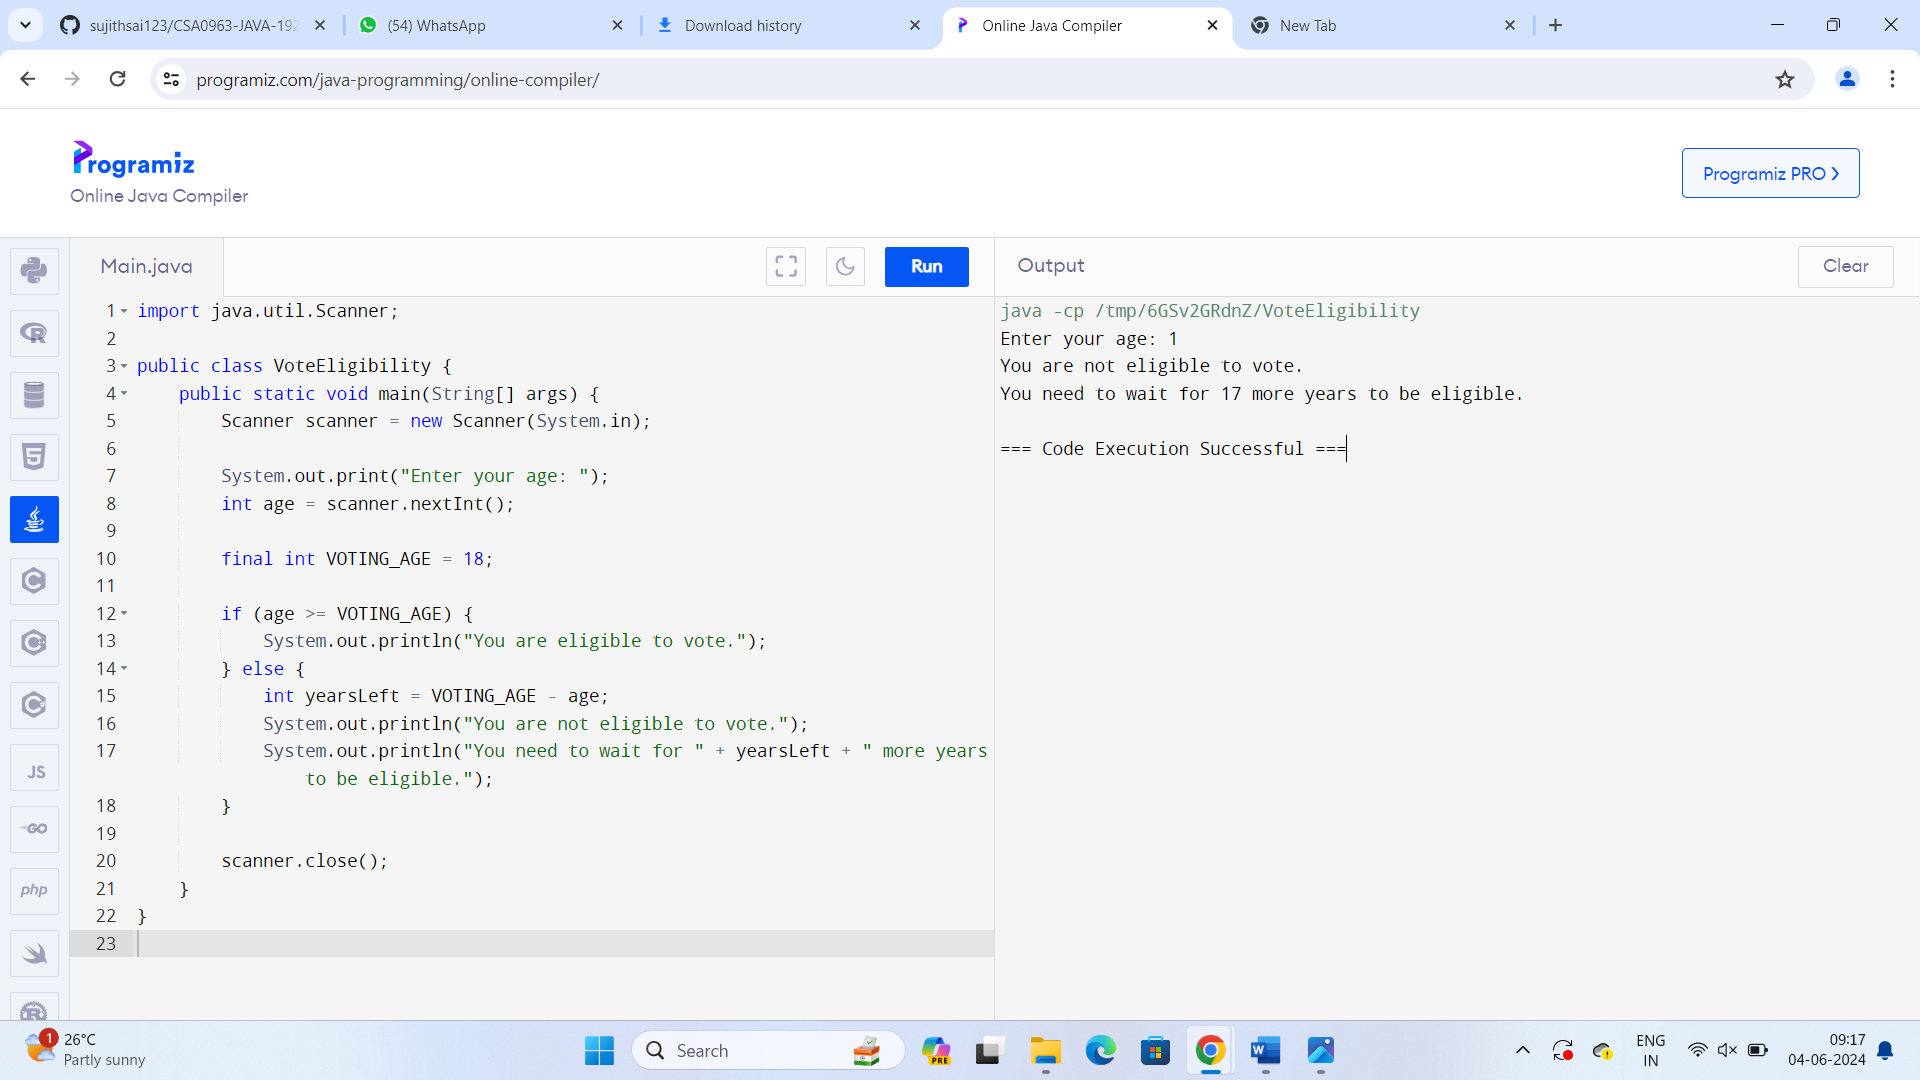 sujithsai123/CSA0963-JAVA-192
(54) WhatsApp
Download history
Online Java Compiler
New Tab
programiz.com/java-programming/online-compiler/
Programiz
Online Java Compiler
Programiz PRO
Main.java
Run
Output
Clear
1 import java.util.Scanner;
2
3 public class VoteEligibility {
4 public static void main(String[] args) {
5 Scanner scanner = new Scanner(System.in);
6
7 System.out.print("Enter your age: ");
8 int age = scanner.nextInt();
9
10 final int VOTING_AGE = 18;
11
12 if (age >= VOTING_AGE) {
13 System.out.println("You are eligible to vote.");
14 } else {
15 int yearsLeft = VOTING_AGE - age;
16 System.out.println("You are not eligible to vote.");
17 System.out.println("You need to wait for " + yearsLeft + " more years
to be eligible.");
18 }
19
20 scanner.close();
21 }
22 }
23
java -cp /tmp/6GSv2GRdnZ/VoteEligibility
Enter your age: 1
You are not eligible to vote.
You need to wait for 17 more years to be eligible.
=== Code Execution Successful ===
JS
GO
php
1
26°C
Partly sunny
Search
PRE
ENG
IN
09:17
04-06-2024